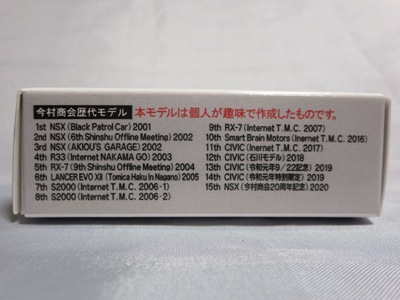 今村商会歴代モデル 本モデルは個人が趣味で作成したものです。
1st NSX (Black Patrol Car) 2001
2nd NSX (6th Shinshu Offline Meeting) 2002
3rd NSX (AKIOU'S GARAGE) 2002
4th R33 (Internet NAKAMA GO) 2003
5th RX-7 (9th Shinshu Offline Meeting) 2004
6th LANCER EVO XII (Tomica Haku In Nagano) 2005
7th S2000 (Internet T.M.C. 2006-1)
8th S2000 (Internet T.M.C. 2006-2)
9th RX-7 (Internet T.M.C. 2007)
10th Smart Brain Motors (Inernet T.M.C. 2016)
11th CIVIC (Inernet T.M.C. 2017)
12th CIVIC (石川モデル) 2018
13th CIVIC (令和元年9/22記念) 2019
14th CIVIC (令和元年特別限定) 2019
15th NSX (今村商会20周年記念) 2020